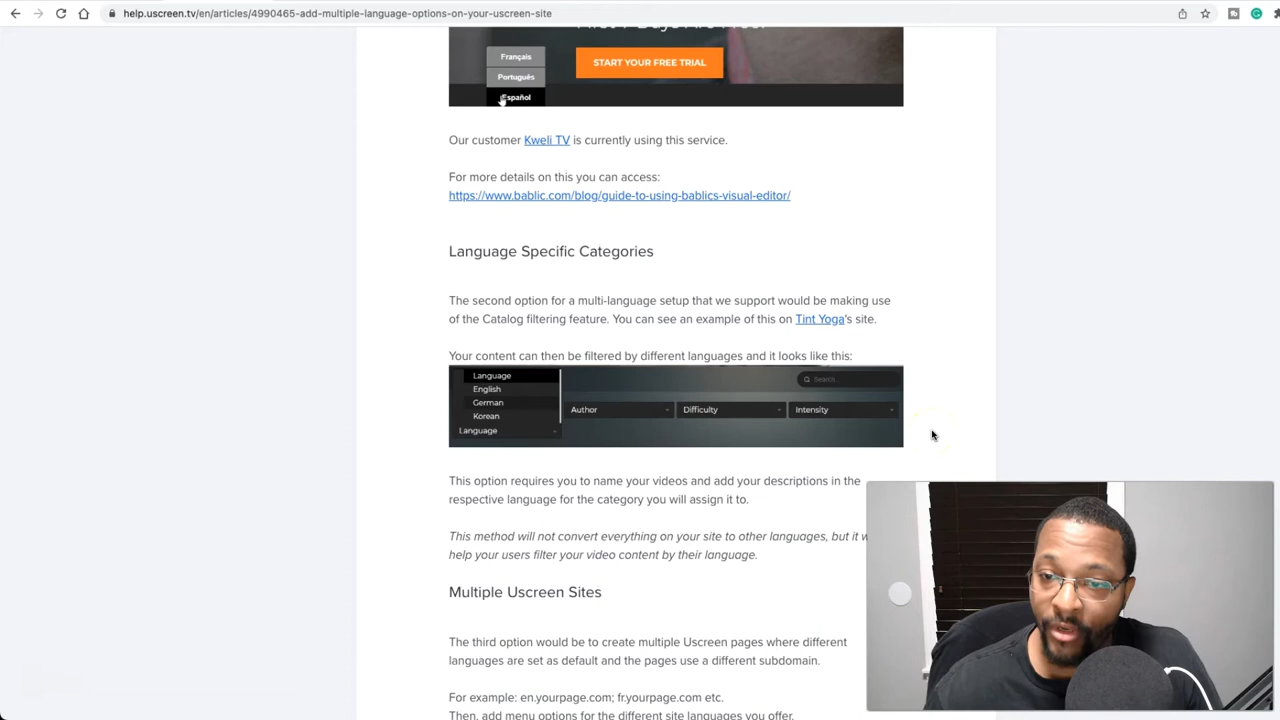 help.uscreen.tv/en/articles/4990465-add-multiple-language-options-on-your-uscreen-site
Français
Português
Español
START YOUR FREE TRIAL
Our customer Kweli TV is currently using this service.
For more details on this you can access:
https://www.bablic.com/blog/guide-to-using-bablics-visual-editor/
Language Specific Categories
The second option for a multi-language setup that we support would be making use
of the Catalog filtering feature. You can see an example of this on Tint Yoga's site.
Your content can then be filtered by different languages and it looks like this:
Language
English
German
Korean
Language
Author
Difficulty
Intensity
Search...
This option requires you to name your videos and add your descriptions in the
respective language for the category you will assign it to.
This method will not convert everything on your site to other languages, but it
help your users filter your video content by their language.
Multiple Uscreen Sites
The third option would be to create multiple Uscreen pages where different
languages are set as default and the pages use a different subdomain.
For example: en.yourpage.com; fr.yourpage.com etc.
Then, add menu options for the different site languages you offer.